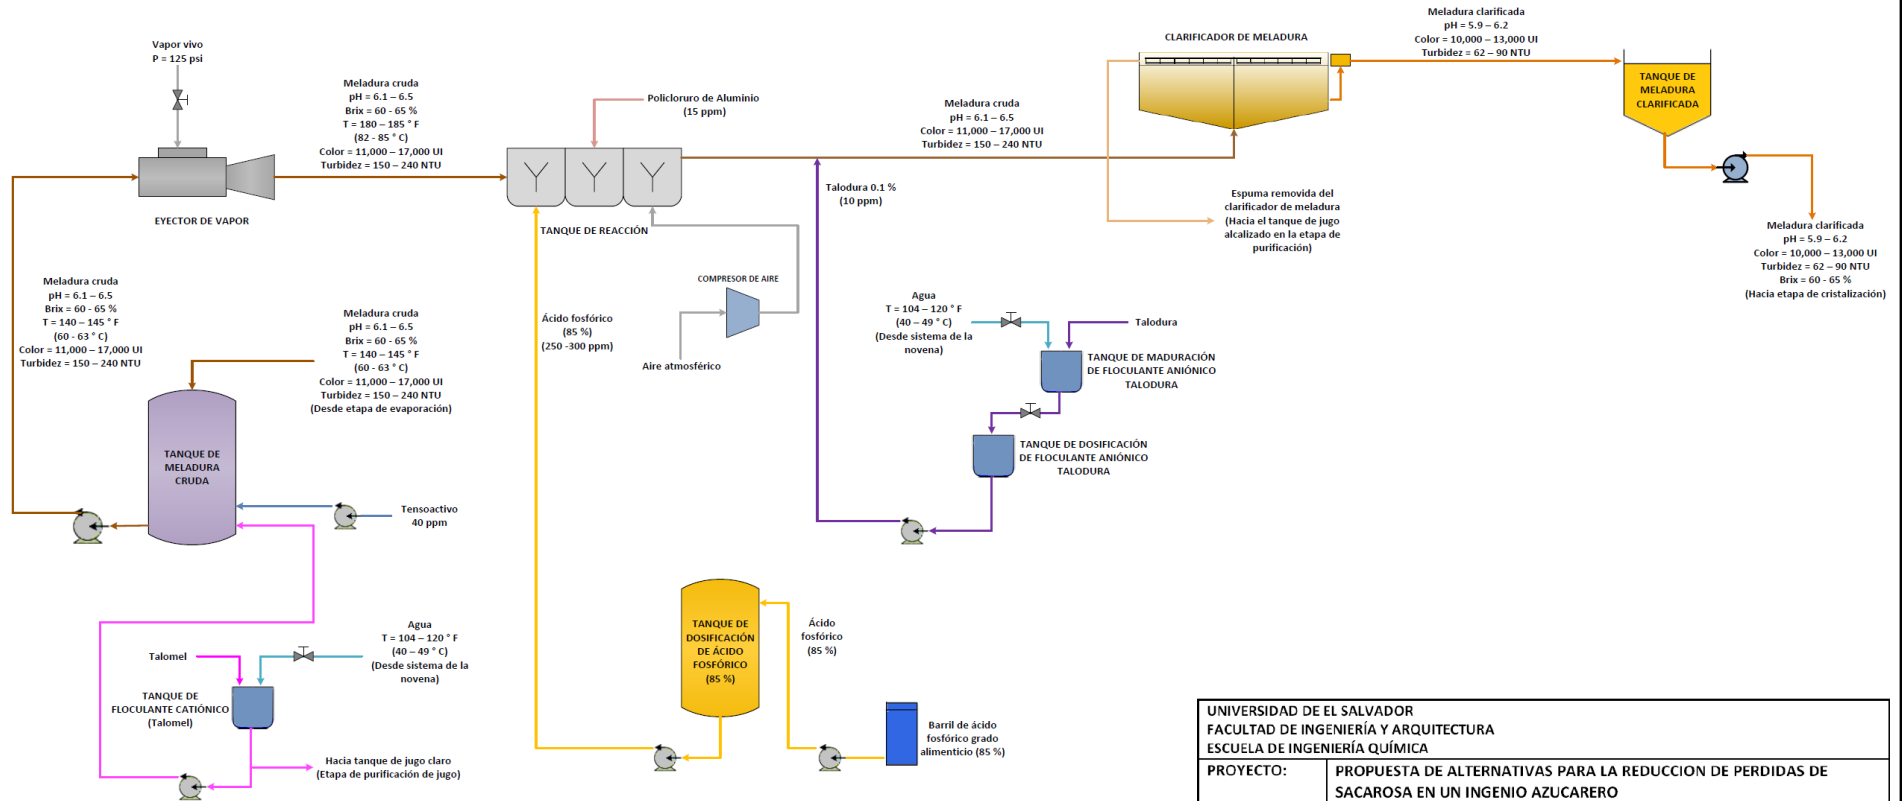 Vapor vivo
P = 125 psi
EYECTOR DE VAPOR
Meladura cruda
pH = 6.1 – 6.5
Brix = 60 - 65 %
T = 180 – 185 ° F
(82 - 85 ° C)
Color = 11,000 – 17,000 UI
Turbidez = 150 – 240 NTU
Policloruro de Aluminio
(15 ppm)
TANQUE DE REACCIÓN
Meladura cruda
pH = 6.1 – 6.5
Color = 11,000 – 17,000 UI
Turbidez = 150 – 240 NTU
CLARIFICADOR DE MELADURA
Meladura clarificada
pH = 5.9 – 6.2
Color = 10,000 – 13,000 UI
Turbidez = 62 – 90 NTU
TANQUE DE
MELADURA
CLARIFICADA
Talodura 0.1 %
(10 ppm)
Espuma removida del
clarificador de meladura
(Hacia el tanque de jugo
alcalizado en la etapa de
purificación)
Meladura clarificada
pH = 5.9 – 6.2
Color = 10,000 – 13,000 UI
Turbidez = 62 – 90 NTU
Brix = 60 - 65 %
(Hacia etapa de cristalización)
Meladura cruda
pH = 6.1 – 6.5
Brix = 60 - 65 %
T = 140 – 145 ° F
(60 - 63 ° C)
Color = 11,000 – 17,000 UI
Turbidez = 150 – 240 NTU
Meladura cruda
pH = 6.1 – 6.5
Brix = 60 - 65 %
T = 140 – 145 ° F
(60 - 63 ° C)
Color = 11,000 – 17,000 UI
Turbidez = 150 – 240 NTU
(Desde etapa de evaporación)
Ácido fosfórico
(85 %)
(250 -300 ppm)
COMPRESOR DE AIRE
Aire atmosférico
Agua
T = 104 – 120 ° F
(40 – 49 ° C)
(Desde sistema de la
novena)
Talodura
TANQUE DE MADURACIÓN
DE FLOCULANTE ANIÓNICO
TALODURA
TANQUE DE DOSIFICACIÓN
DE FLOCULANTE ANIÓNICO
TALODURA
TANQUE DE
MELADURA
CRUDA
Tensoactivo
40 ppm
Talomel
Agua
T = 104 – 120 ° F
(40 – 49 ° C)
(Desde sistema de la
novena)
TANQUE DE
FLOCULANTE CATIÓNICO
(Talomel)
Hacia tanque de jugo claro
(Etapa de purificación de jugo)
TANQUE DE
DOSIFICACIÓN
DE ÁCIDO
FOSFÓRICO
(85 %)
Ácido
fosfórico
(85 %)
Barril de ácido
fosfórico grado
alimenticio (85 %)
UNIVERSIDAD DE EL SALVADOR
FACULTAD DE INGENIERÍA Y ARQUITECTURA
ESCUELA DE INGENIERÍA QUÍMICA
PROYECTO: PROPUESTA DE ALTERNATIVAS PARA LA REDUCCION DE PERDIDAS DE
SACAROSA EN UN INGENIO AZUCARERO